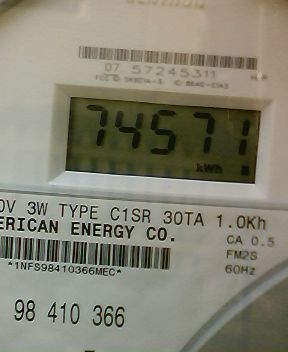 07 57245311
74571
kWh
0V 3W TYPE C1SR 30TA 1.0Kh
ERICAN ENERGY CO.
CA 0.5
FM2S
*1NFS98410366MEC*
60Hz
98 410 366